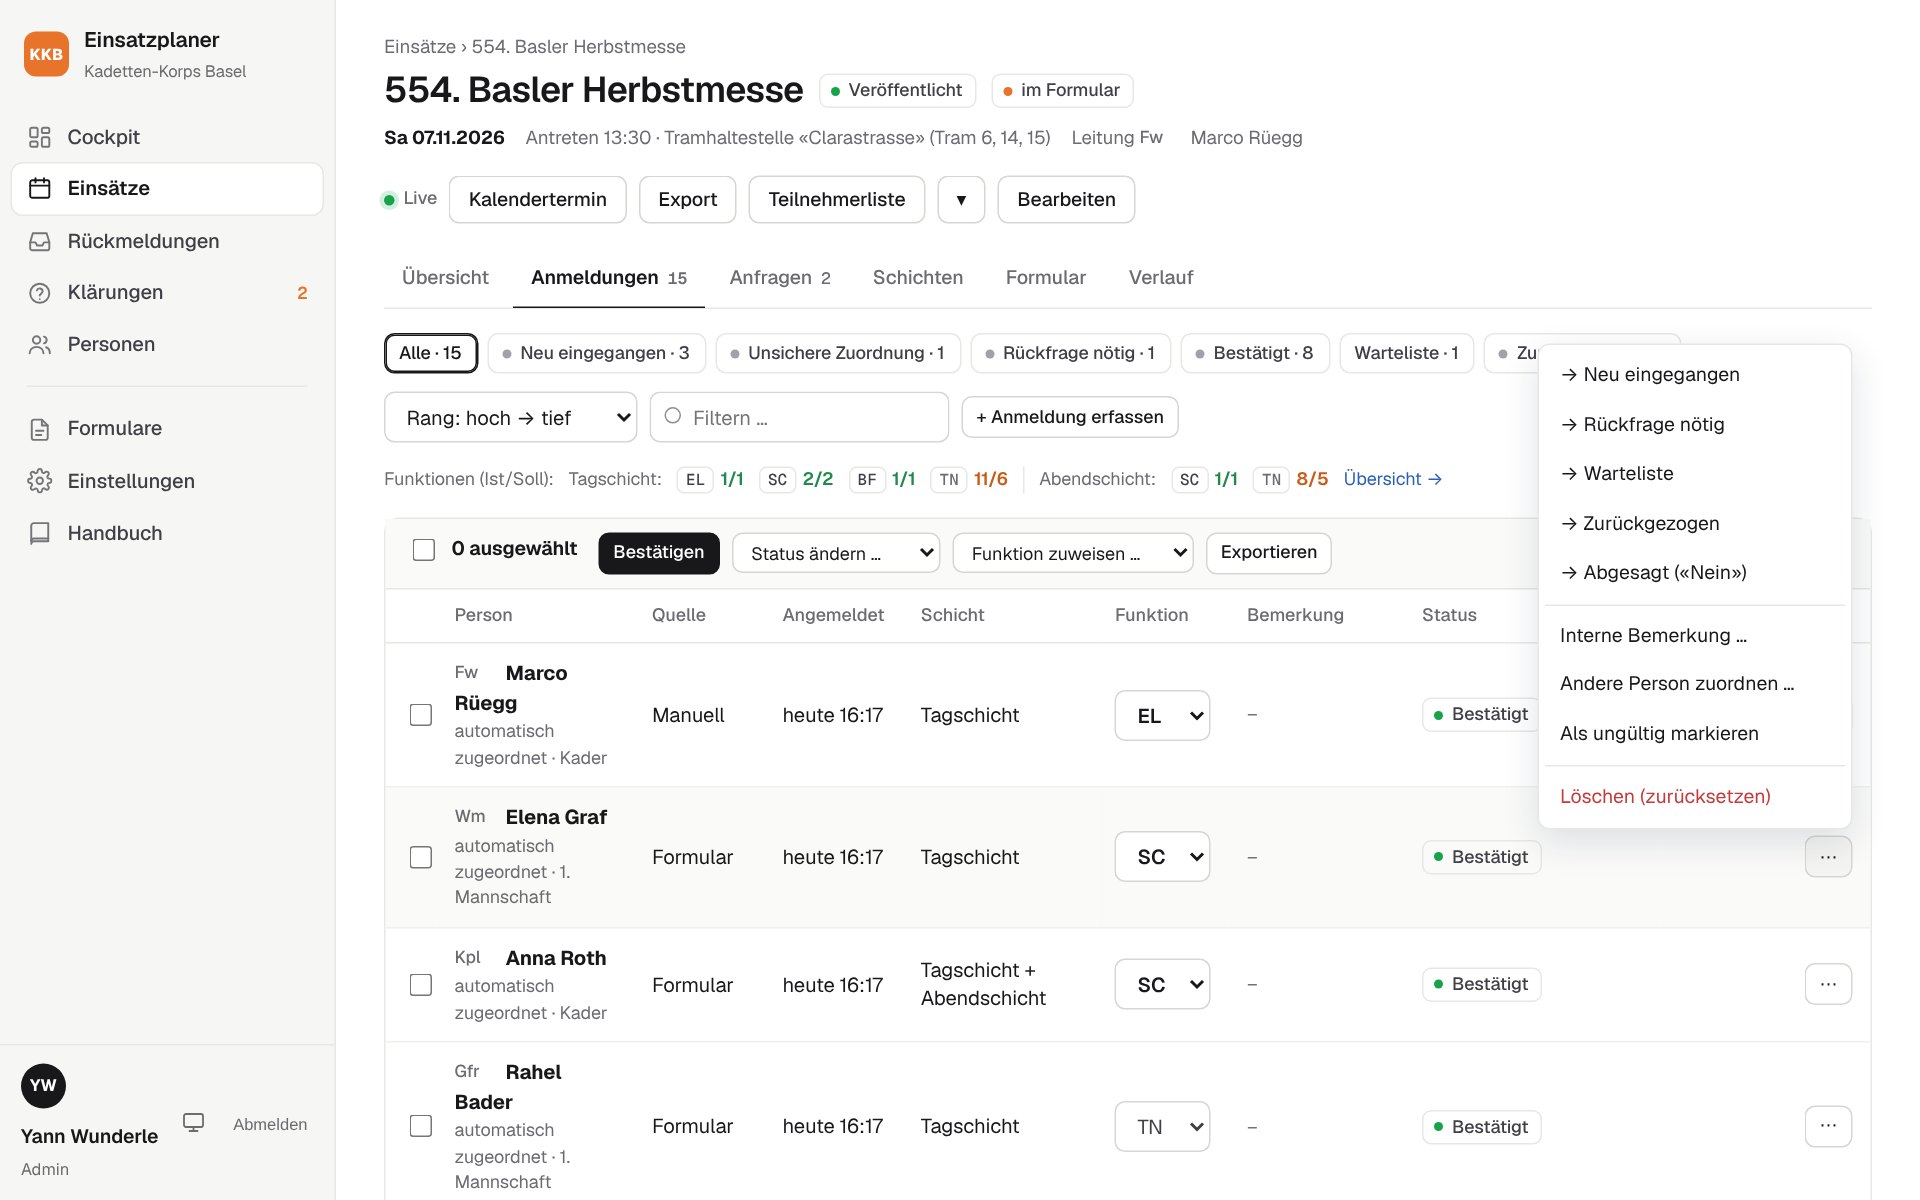 KKB
Einsatzplaner
Kadetten-Korps Basel
Cockpit
Einsätze
Rückmeldungen
Klärungen 2
Personen
Formulare
Einstellungen
Handbuch
YW
Yann Wunderle
Admin
Abmelden
Einsätze › 554. Basler Herbstmesse
554. Basler Herbstmesse Veröffentlicht im Formular
Sa 07.11.2026 Antreten 13:30 · Tramhaltestelle «Clarastrasse» (Tram 6, 14, 15) Leitung Fw Marco Rüegg
Live Kalendertermin Export Teilnehmerliste ▼ Bearbeiten
Übersicht Anmeldungen 15 Anfragen 2 Schichten Formular Verlauf
Alle · 15 Neu eingegangen · 3 Unsichere Zuordnung · 1 Rückfrage nötig · 1 Bestätigt · 8 Warteliste · 1 Zu
Rang: hoch → tief Filtern ... + Anmeldung erfassen
Funktionen (Ist/Soll): Tagschicht: EL 1/1 SC 2/2 BF 1/1 TN 11/6 Abendschicht: SC 1/1 TN 8/5 Übersicht →
0 ausgewählt Bestätigen Status ändern ... Funktion zuweisen ... Exportieren
Person Quelle Angemeldet Schicht Funktion Bemerkung Status
Fw Marco
Rüegg
automatisch
zugeordnet · Kader
Manuell heute 16:17 Tagschicht EL – Bestätigt
Wm Elena Graf
automatisch
zugeordnet · 1.
Mannschaft
Formular heute 16:17 Tagschicht SC – Bestätigt ...
Kpl Anna Roth
automatisch
zugeordnet · Kader
Formular heute 16:17 Tagschicht +
Abendschicht
SC – Bestätigt ...
Gfr Rahel
Bader
automatisch
zugeordnet · 1.
Mannschaft
Formular heute 16:17 Tagschicht TN – Bestätigt ...
→ Neu eingegangen
→ Rückfrage nötig
→ Warteliste
→ Zurückgezogen
→ Abgesagt («Nein»)
Interne Bemerkung ...
Andere Person zuordnen ...
Als ungültig markieren
Löschen (zurücksetzen)